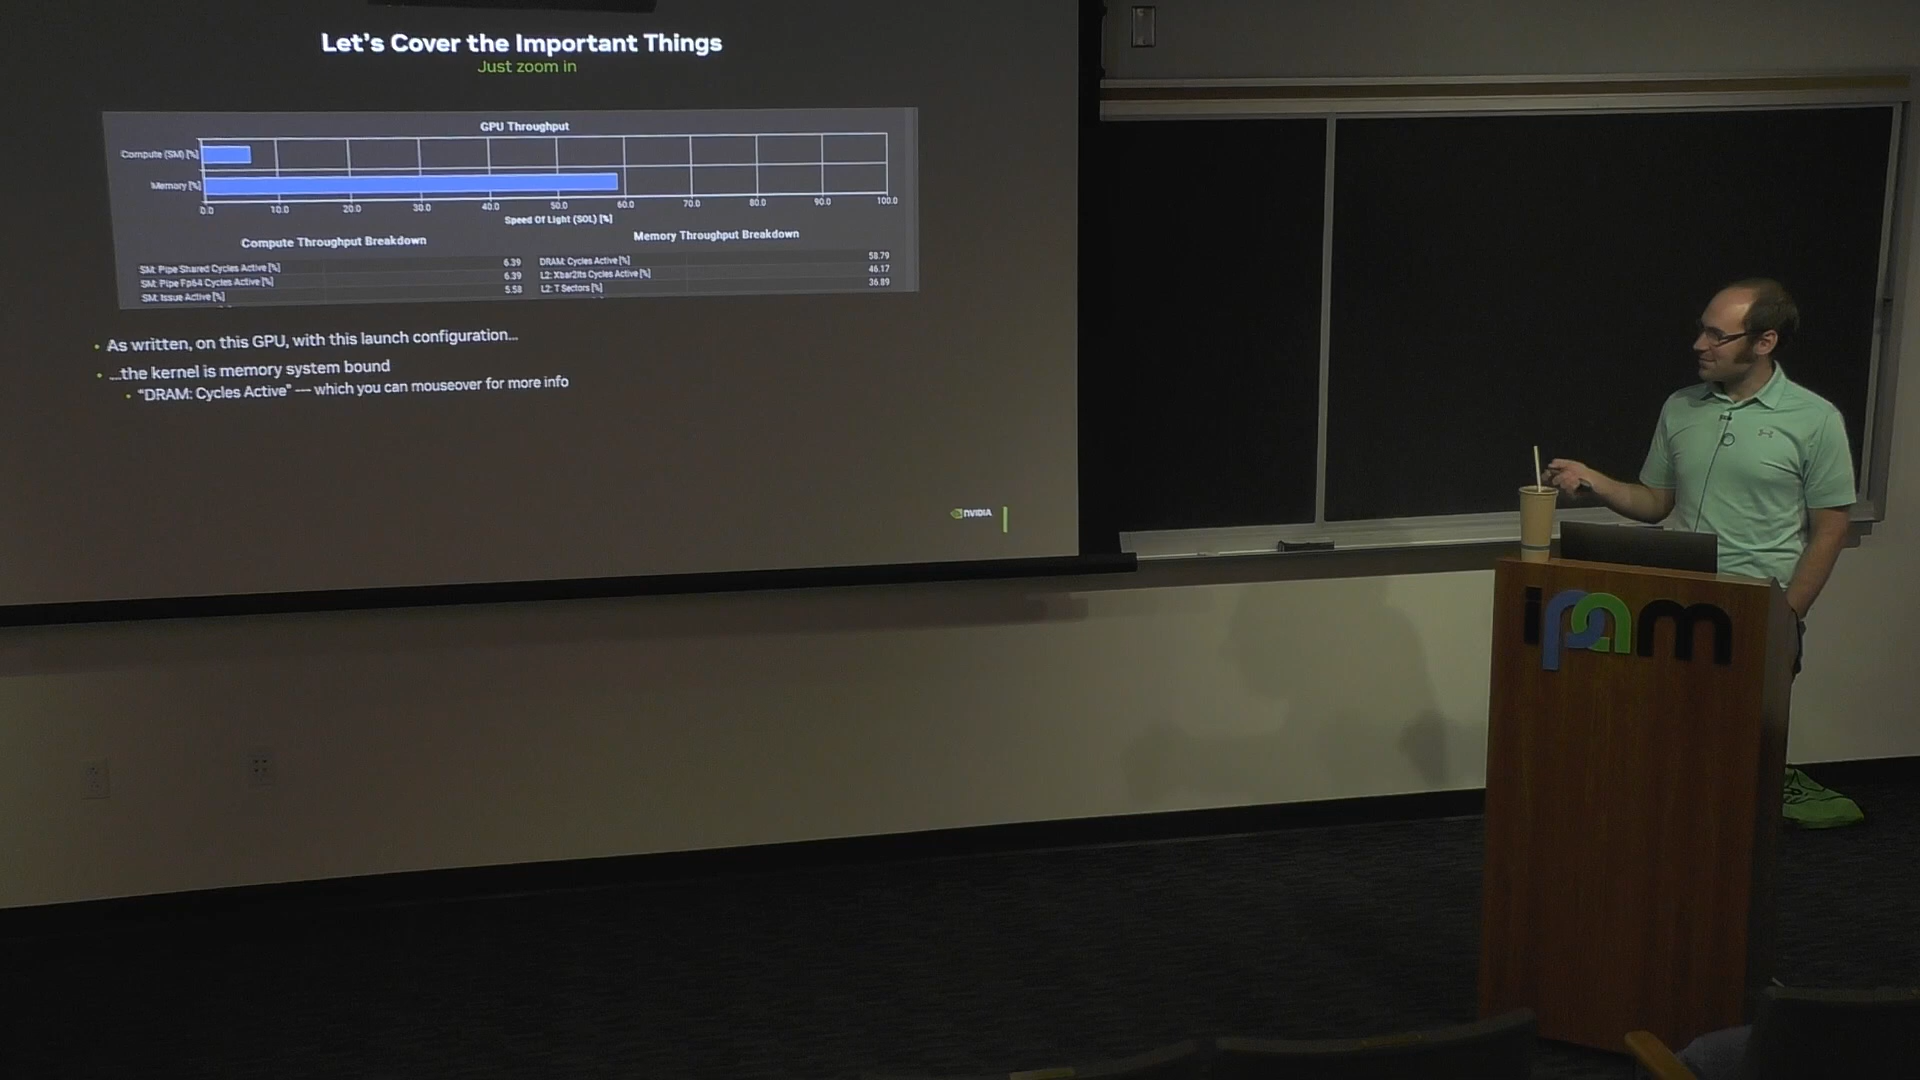 Let's Cover the Important Things
Just zoom in
GPU Throughput
Compute (SM) [%]
Memory [%]
0.0 10.0 20.0 30.0 40.0 50.0 60.0 70.0 80.0 90.0 100.0
Speed Of Light (SOL) [%]
Compute Throughput Breakdown
SM: Pipe Shared Cycles Active [%] 6.39
SM: Pipe Fp64 Cycles Active [%] 6.39
SM: Issue Active [%] 5.58
Memory Throughput Breakdown
DRAM: Cycles Active [%] 58.79
L2: Xbar2lts Cycles Active [%] 46.17
L2: T Sectors [%] 36.89
• As written, on this GPU, with this launch configuration...
• ...the kernel is memory system bound
• "DRAM: Cycles Active" — which you can mouseover for more info
NVIDIA
ipam